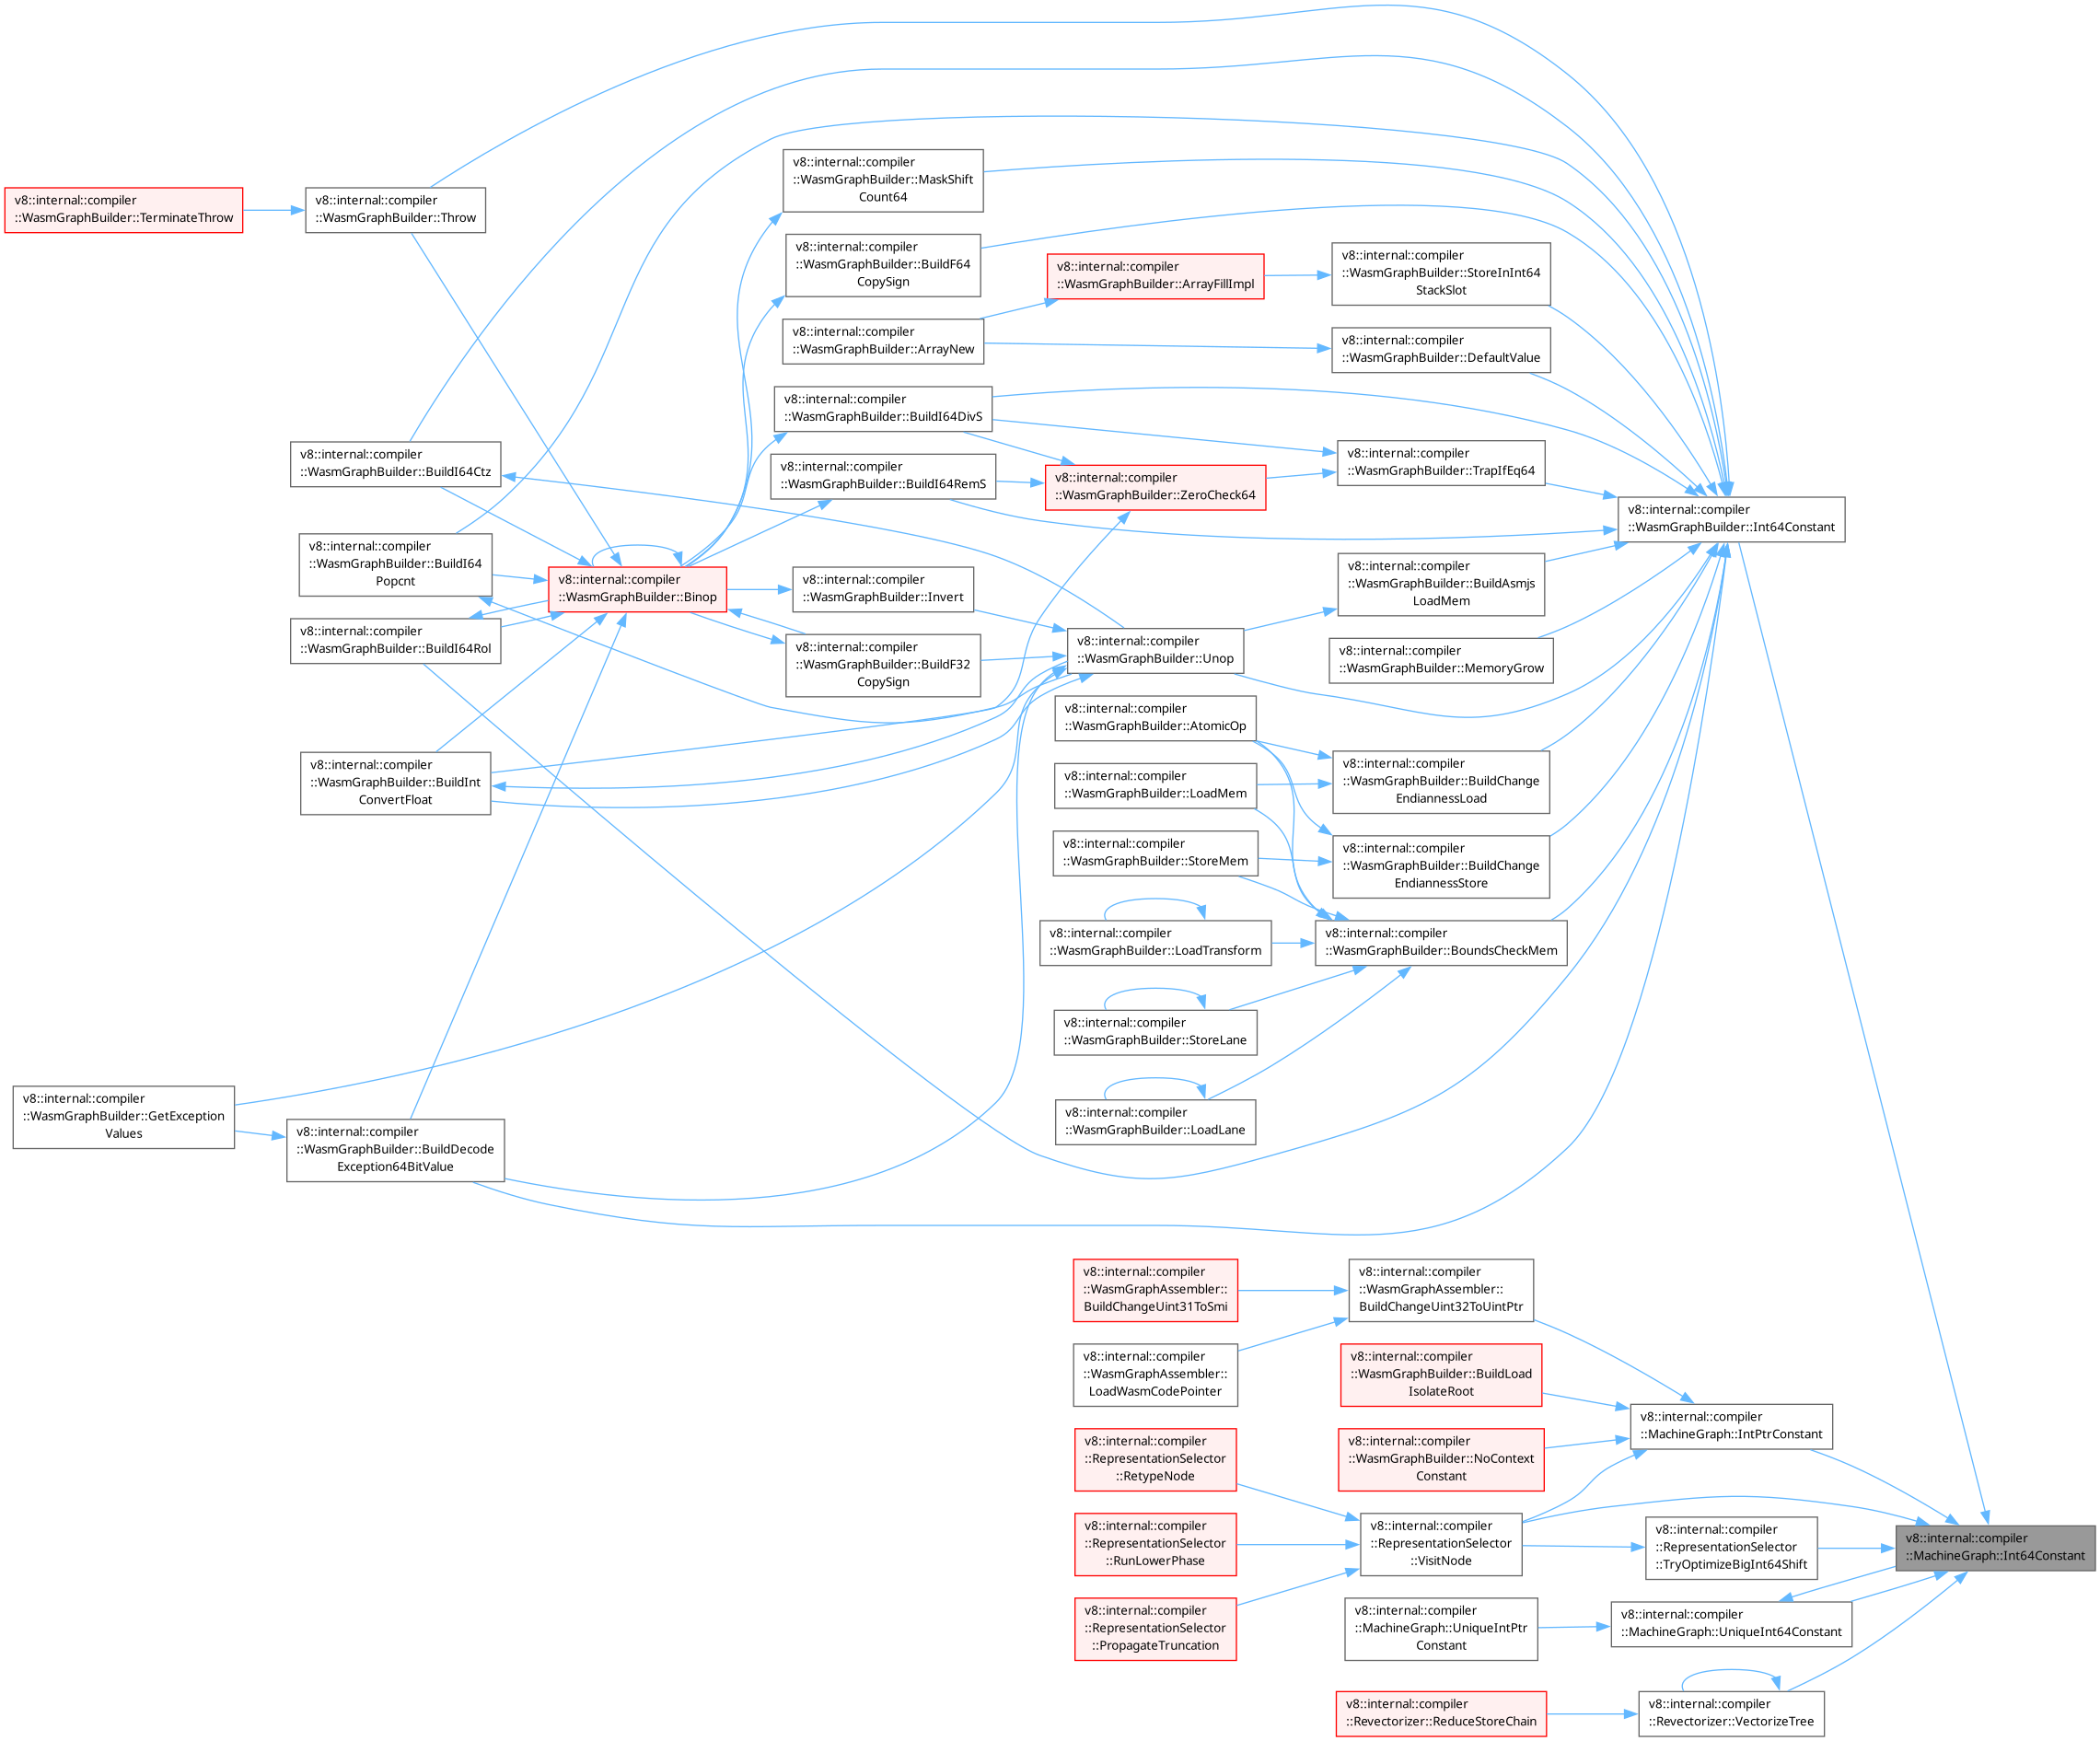 v8::internal::compiler
::WasmGraphBuilder::MaskShift
Count64
v8::internal::compiler
::WasmGraphBuilder::TerminateThrow
v8::internal::compiler
::WasmGraphBuilder::Throw
v8::internal::compiler
::WasmGraphBuilder::BuildF64
CopySign
v8::internal::compiler
::WasmGraphBuilder::ArrayFillImpl
v8::internal::compiler
::WasmGraphBuilder::StoreInInt64
StackSlot
v8::internal::compiler
::WasmGraphBuilder::ArrayNew
v8::internal::compiler
::WasmGraphBuilder::DefaultValue
v8::internal::compiler
::WasmGraphBuilder::BuildI64DivS
v8::internal::compiler
::WasmGraphBuilder::BuildI64Ctz
v8::internal::compiler
::WasmGraphBuilder::TrapIfEq64
v8::internal::compiler
::WasmGraphBuilder::BuildI64RemS
v8::internal::compiler
::WasmGraphBuilder::ZeroCheck64
v8::internal::compiler
::WasmGraphBuilder::Int64Constant
v8::internal::compiler
::WasmGraphBuilder::BuildI64
Popcnt
v8::internal::compiler
::WasmGraphBuilder::Binop
v8::internal::compiler
::WasmGraphBuilder::Invert
v8::internal::compiler
::WasmGraphBuilder::BuildAsmjs
LoadMem
v8::internal::compiler
::WasmGraphBuilder::BuildI64Rol
v8::internal::compiler
::WasmGraphBuilder::BuildF32
CopySign
v8::internal::compiler
::WasmGraphBuilder::Unop
v8::internal::compiler
::WasmGraphBuilder::MemoryGrow
v8::internal::compiler
::WasmGraphBuilder::AtomicOp
v8::internal::compiler
::WasmGraphBuilder::BuildInt
ConvertFloat
v8::internal::compiler
::WasmGraphBuilder::LoadMem
v8::internal::compiler
::WasmGraphBuilder::BuildChange
EndiannessLoad
v8::internal::compiler
::WasmGraphBuilder::StoreMem
v8::internal::compiler
::WasmGraphBuilder::BuildChange
EndiannessStore
v8::internal::compiler
::WasmGraphBuilder::LoadTransform
v8::internal::compiler
::WasmGraphBuilder::BoundsCheckMem
v8::internal::compiler
::WasmGraphBuilder::StoreLane
v8::internal::compiler
::WasmGraphBuilder::LoadLane
v8::internal::compiler
::WasmGraphBuilder::GetException
Values
v8::internal::compiler
::WasmGraphBuilder::BuildDecode
Exception64BitValue
v8::internal::compiler
::WasmGraphAssembler::
BuildChangeUint31ToSmi
v8::internal::compiler
::WasmGraphAssembler::
BuildChangeUint32ToUintPtr
v8::internal::compiler
::WasmGraphAssembler::
LoadWasmCodePointer
v8::internal::compiler
::WasmGraphBuilder::BuildLoad
IsolateRoot
v8::internal::compiler
::MachineGraph::IntPtrConstant
v8::internal::compiler
::RepresentationSelector
::RetypeNode
v8::internal::compiler
::WasmGraphBuilder::NoContext
Constant
v8::internal::compiler
::RepresentationSelector
::RunLowerPhase
v8::internal::compiler
::RepresentationSelector
::VisitNode
v8::internal::compiler
::RepresentationSelector
::TryOptimizeBigInt64Shift
v8::internal::compiler
::MachineGraph::Int64Constant
v8::internal::compiler
::RepresentationSelector
::PropagateTruncation
v8::internal::compiler
::MachineGraph::UniqueIntPtr
Constant
v8::internal::compiler
::MachineGraph::UniqueInt64Constant
v8::internal::compiler
::Revectorizer::ReduceStoreChain
v8::internal::compiler
::Revectorizer::VectorizeTree